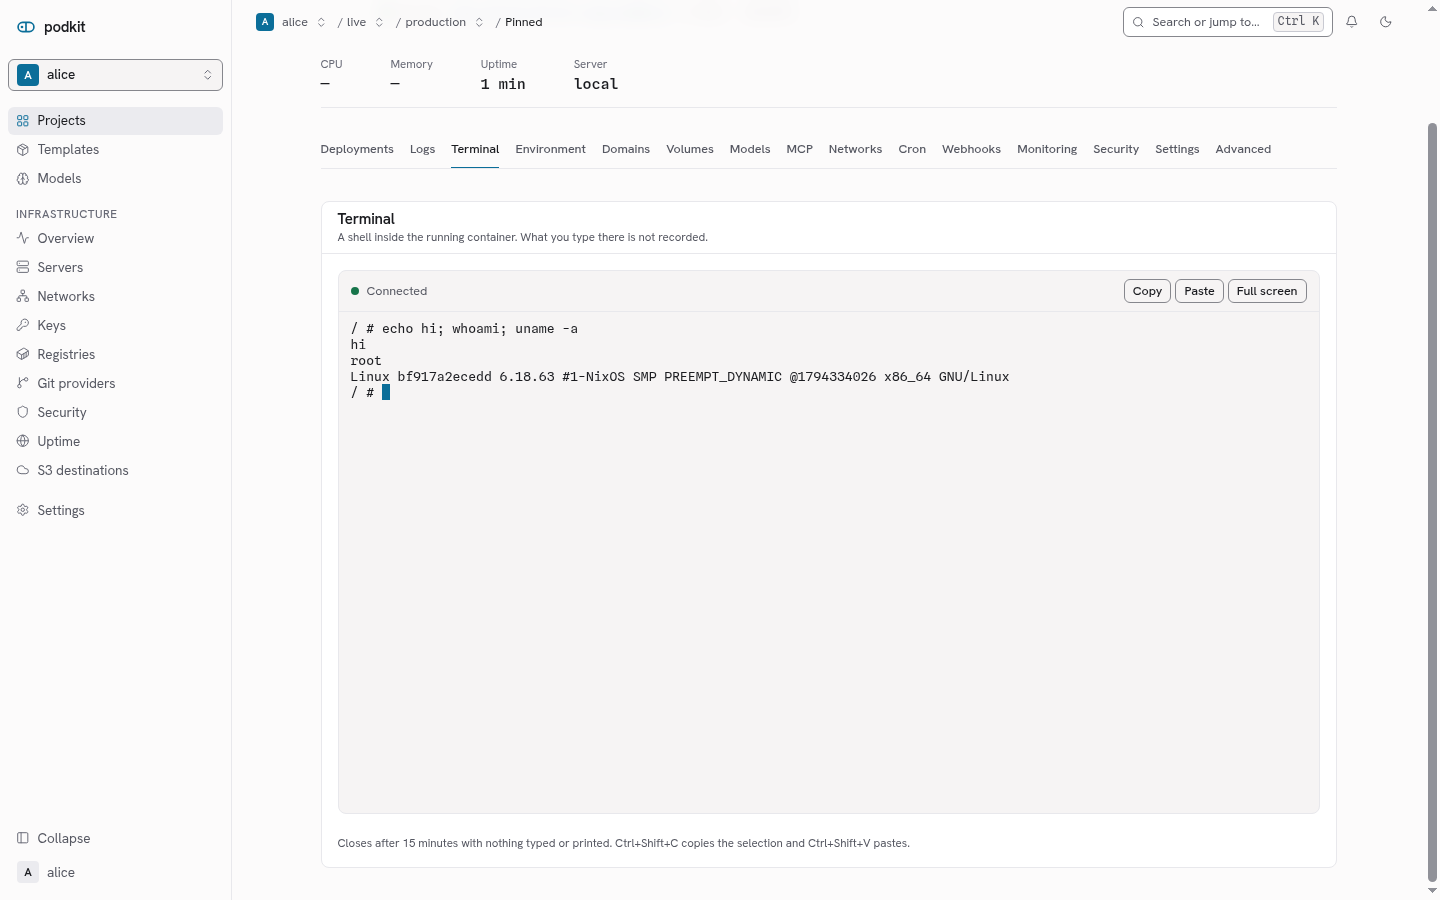 podkit
A alice
Projects
Templates
Models
INFRASTRUCTURE
Overview
Servers
Networks
Keys
Registries
Git providers
Security
Uptime
S3 destinations
Settings
Collapse
A alice
A alice / live / production / Pinned
Search or jump to... Ctrl K
CPU Memory Uptime Server
— — 1 min local
Deployments Logs Terminal Environment Domains Volumes Models MCP Networks Cron Webhooks Monitoring Security Settings Advanced
Terminal
A shell inside the running container. What you type there is not recorded.
Connected Copy Paste Full screen
/ # echo hi; whoami; uname -a
hi
root
Linux bf917a2ecedd 6.18.63 #1-NixOS SMP PREEMPT_DYNAMIC @1794334026 x86_64 GNU/Linux
/ #
Closes after 15 minutes with nothing typed or printed. Ctrl+Shift+C copies the selection and Ctrl+Shift+V pastes.